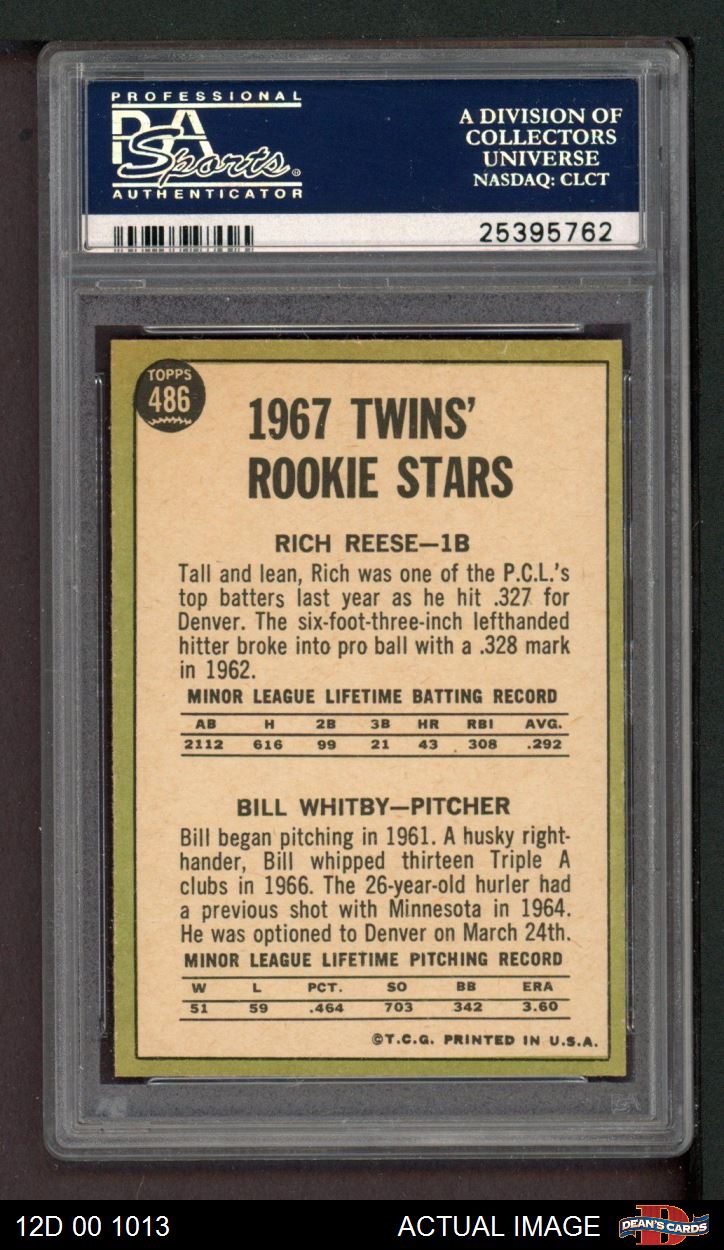 PROFESSIONAL
PSA
Sports®
AUTHENTICATOR
A DIVISION OF
COLLECTORS
UNIVERSE
NASDAQ: CLCT
25395762
TOPPS
486
1967 TWINS'
ROOKIE STARS
RICH REESE—1B
Tall and lean, Rich was one of the P.C.L.'s
top batters last year as he hit .327 for
Denver. The six-foot-three-inch lefthanded
hitter broke into pro ball with a .328 mark
in 1962.
MINOR LEAGUE LIFETIME BATTING RECORD
AB H 2B 3B HR RBI AVG.
2112 616 99 21 43 308 .292
BILL WHITBY—PITCHER
Bill began pitching in 1961. A husky right-
hander, Bill whipped thirteen Triple A
clubs in 1966. The 26-year-old hurler had
a previous shot with Minnesota in 1964.
He was optioned to Denver on March 24th.
MINOR LEAGUE LIFETIME PITCHING RECORD
W L PCT. SO BB ERA
51 59 .464 703 342 3.60
©T.C.G. PRINTED IN U.S.A.
12D 00 1013
ACTUAL IMAGE
DEAN'S CARDS